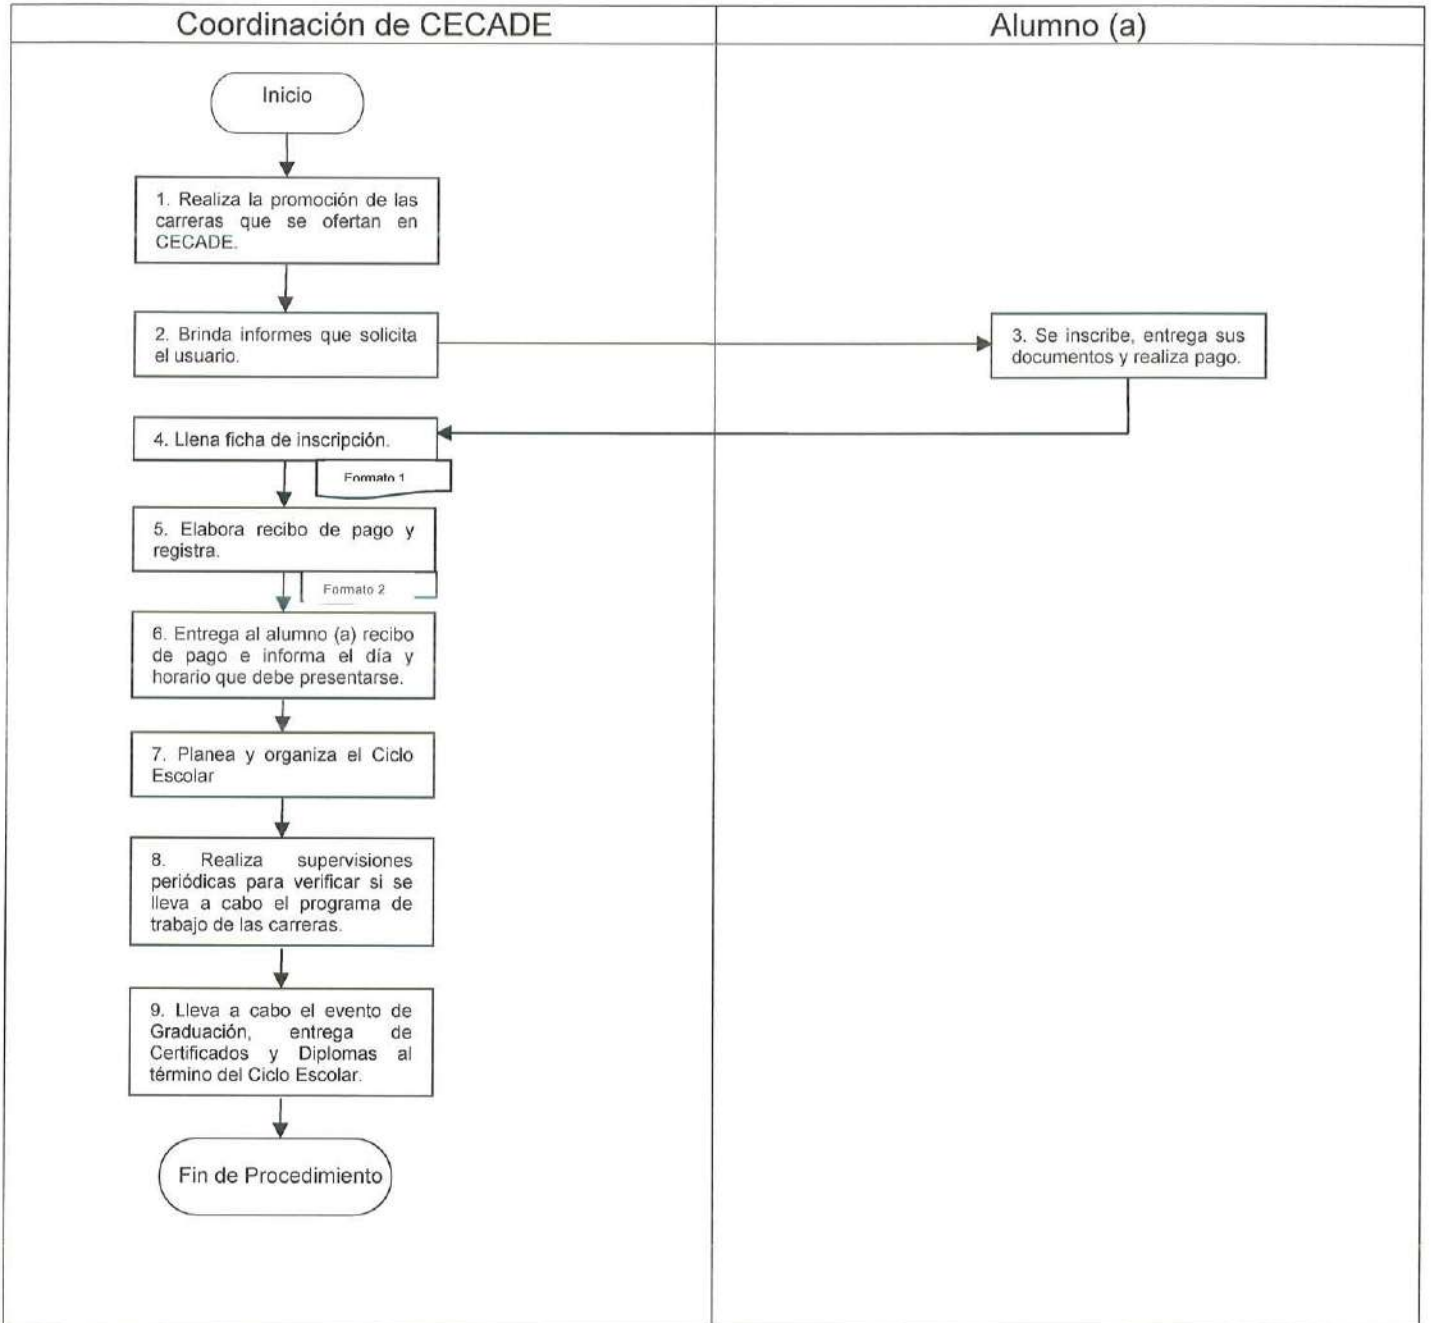 Coordinación de CECADE
Alumno (a)
Inicio
1. Realiza la promoción de las
carreras que se ofertan en
CECADE.
2. Brinda informes que solicita
el usuario.
3. Se inscribe, entrega sus
documentos y realiza pago.
4. Llena ficha de inscripción.
Formato 1
5. Elabora recibo de pago y
registra.
Formato 2
6. Entrega al alumno (a) recibo
de pago e informa el día y
horario que debe presentarse.
7. Planea y organiza el Ciclo
Escolar
8. Realiza supervisiones
periódicas para verificar si se
lleva a cabo el programa de
trabajo de las carreras.
9. Lleva a cabo el evento de
Graduación, entrega de
Certificados y Diplomas al
término del Ciclo Escolar.
Fin de Procedimiento